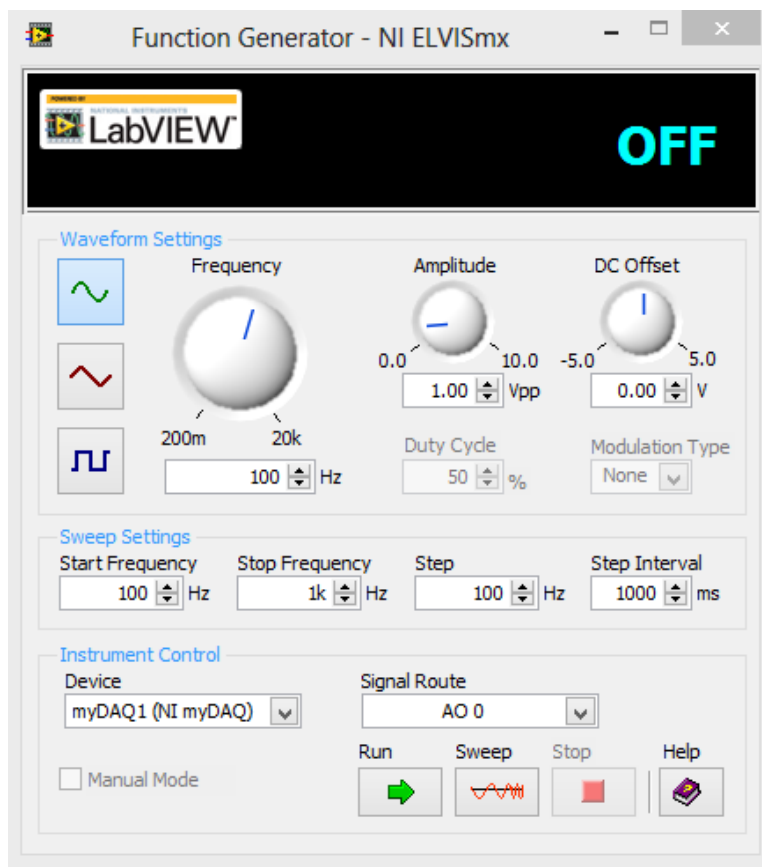 Function Generator - NI ELVISmx
POWERED BY
NATIONAL INSTRUMENTS
LabVIEW™
OFF
Waveform Settings
Frequency
Amplitude
DC Offset
0.0
10.0
-5.0
5.0
1.00 Vpp
0.00 V
200m
20k
100 Hz
Duty Cycle
50 %
Modulation Type
None
Sweep Settings
Start Frequency
Stop Frequency
Step
Step Interval
100 Hz
1k Hz
100 Hz
1000 ms
Instrument Control
Device
Signal Route
myDAQ1 (NI myDAQ)
AO 0
Run
Sweep
Stop
Help
Manual Mode